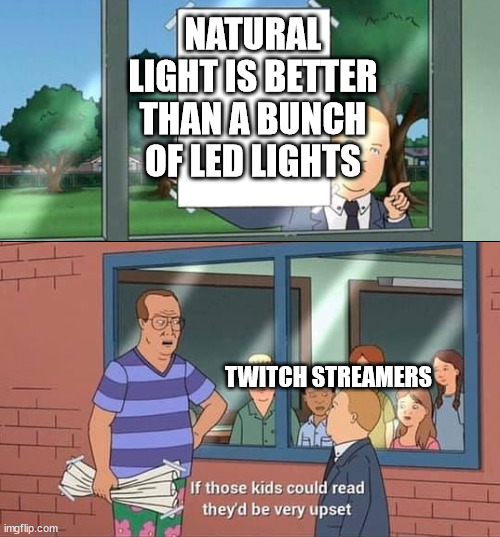 NATURAL
LIGHT IS BETTER
THAN A BUNCH
OF LED LIGHTS
TWITCH STREAMERS
If those kids could read
they'd be very upset
imgflip.com